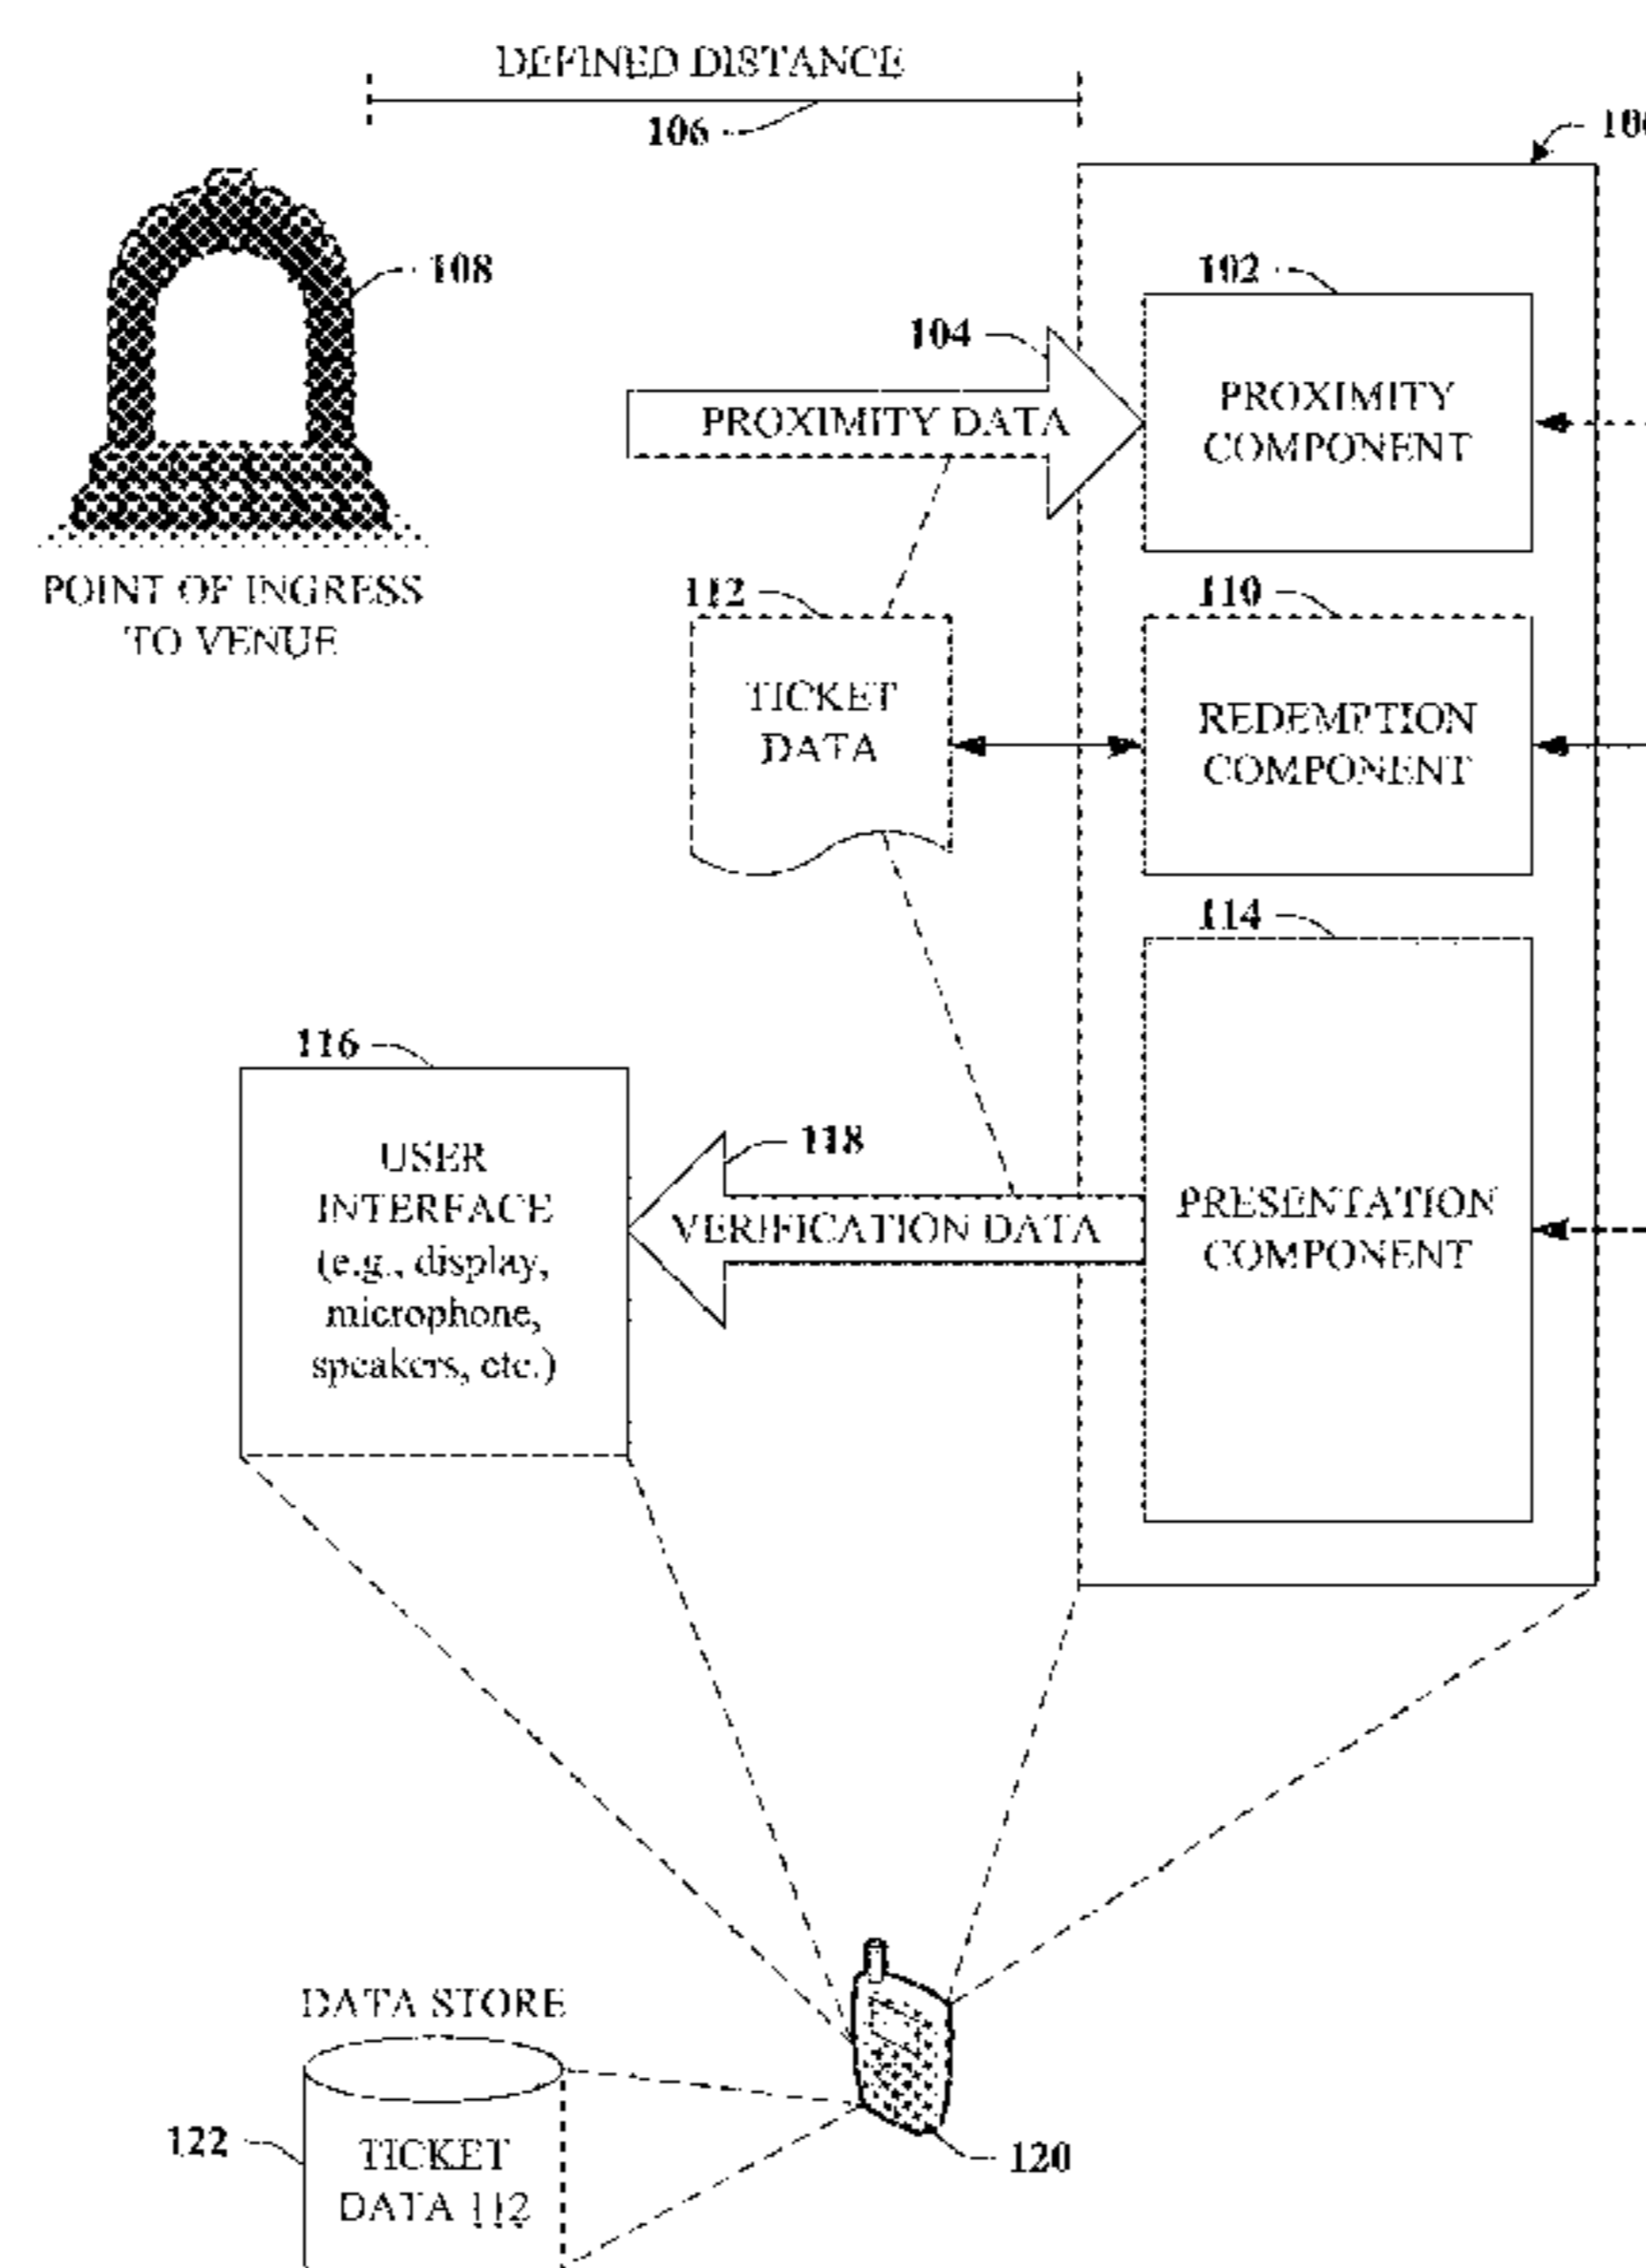 DEFINED DISTANCE
106
108
102
104
PROXIMITY DATA
PROXIMITY
COMPONENT
POINT OF INGRESS
TO VENUE
112
TICKET
DATA
110
REDEMPTION
COMPONENT
114
116
USER
INTERFACE
(e.g., display,
microphone,
speakers, etc.)
118
VERIFICATION DATA
PRESENTATION
COMPONENT
DATA STORE
122
TICKET
DATA 112
120